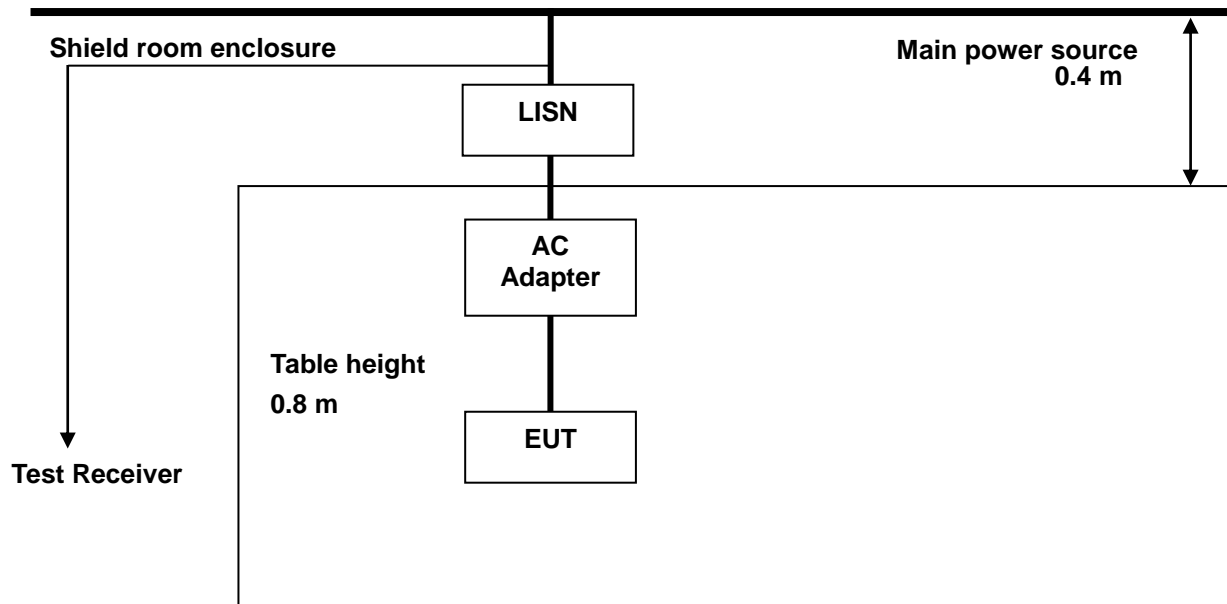 Shield room enclosure
Main power source
0.4 m
LISN
AC
Adapter
Table height
0.8 m
EUT
Test Receiver